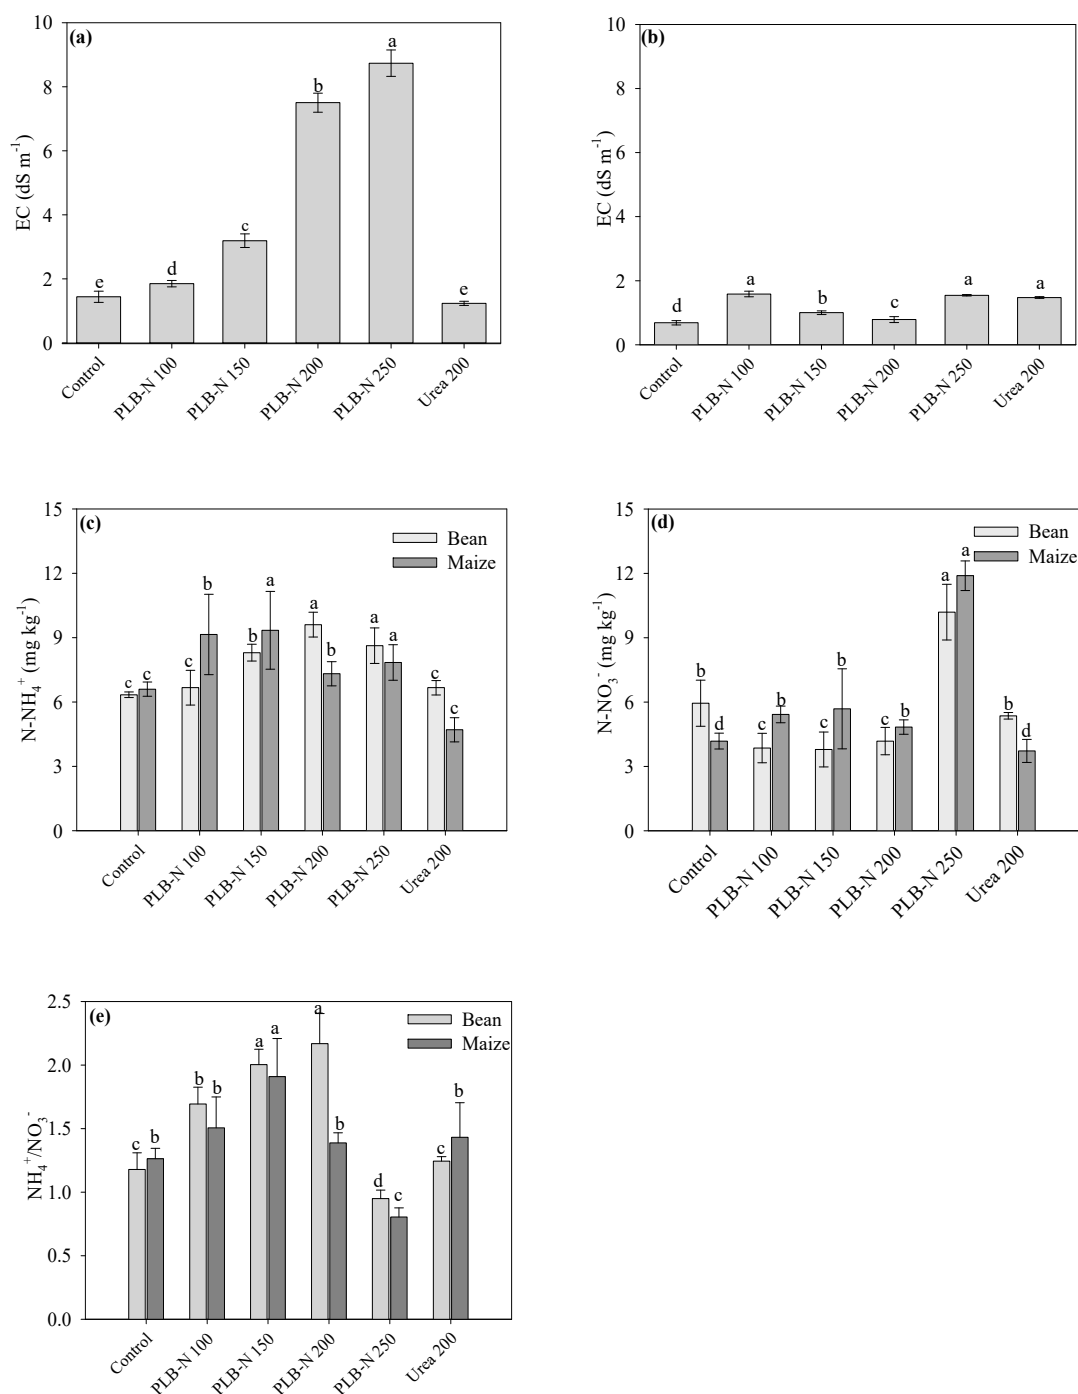 (a)
EC (dS m⁻¹)
10
8
6
4
2
0
e
d
c
b
a
e
Control
PLB-N 100
PLB-N 150
PLB-N 200
PLB-N 250
Urea 200
(b)
EC (dS m⁻¹)
10
8
6
4
2
0
d
a
b
c
a
a
Control
PLB-N 100
PLB-N 150
PLB-N 200
PLB-N 250
Urea 200
(c)
N-NH₄⁺ (mg kg⁻¹)
15
12
9
6
3
0
Bean
Maize
c c
c b
b a
a b
a a
c c
Control
PLB-N 100
PLB-N 150
PLB-N 200
PLB-N 250
Urea 200
(d)
N-NO₃⁻ (mg kg⁻¹)
15
12
9
6
3
0
Bean
Maize
b d
c c
c b
c b
a a
b d
Control
PLB-N 100
PLB-N 150
PLB-N 200
PLB-N 250
Urea 200
(e)
NH₄⁺/NO₃⁻
2.5
2.0
1.5
1.0
0.5
0.0
Bean
Maize
c b
b b
a a
a b
d c
c b
Control
PLB-N 100
PLB-N 150
PLB-N 200
PLB-N 250
Urea 200